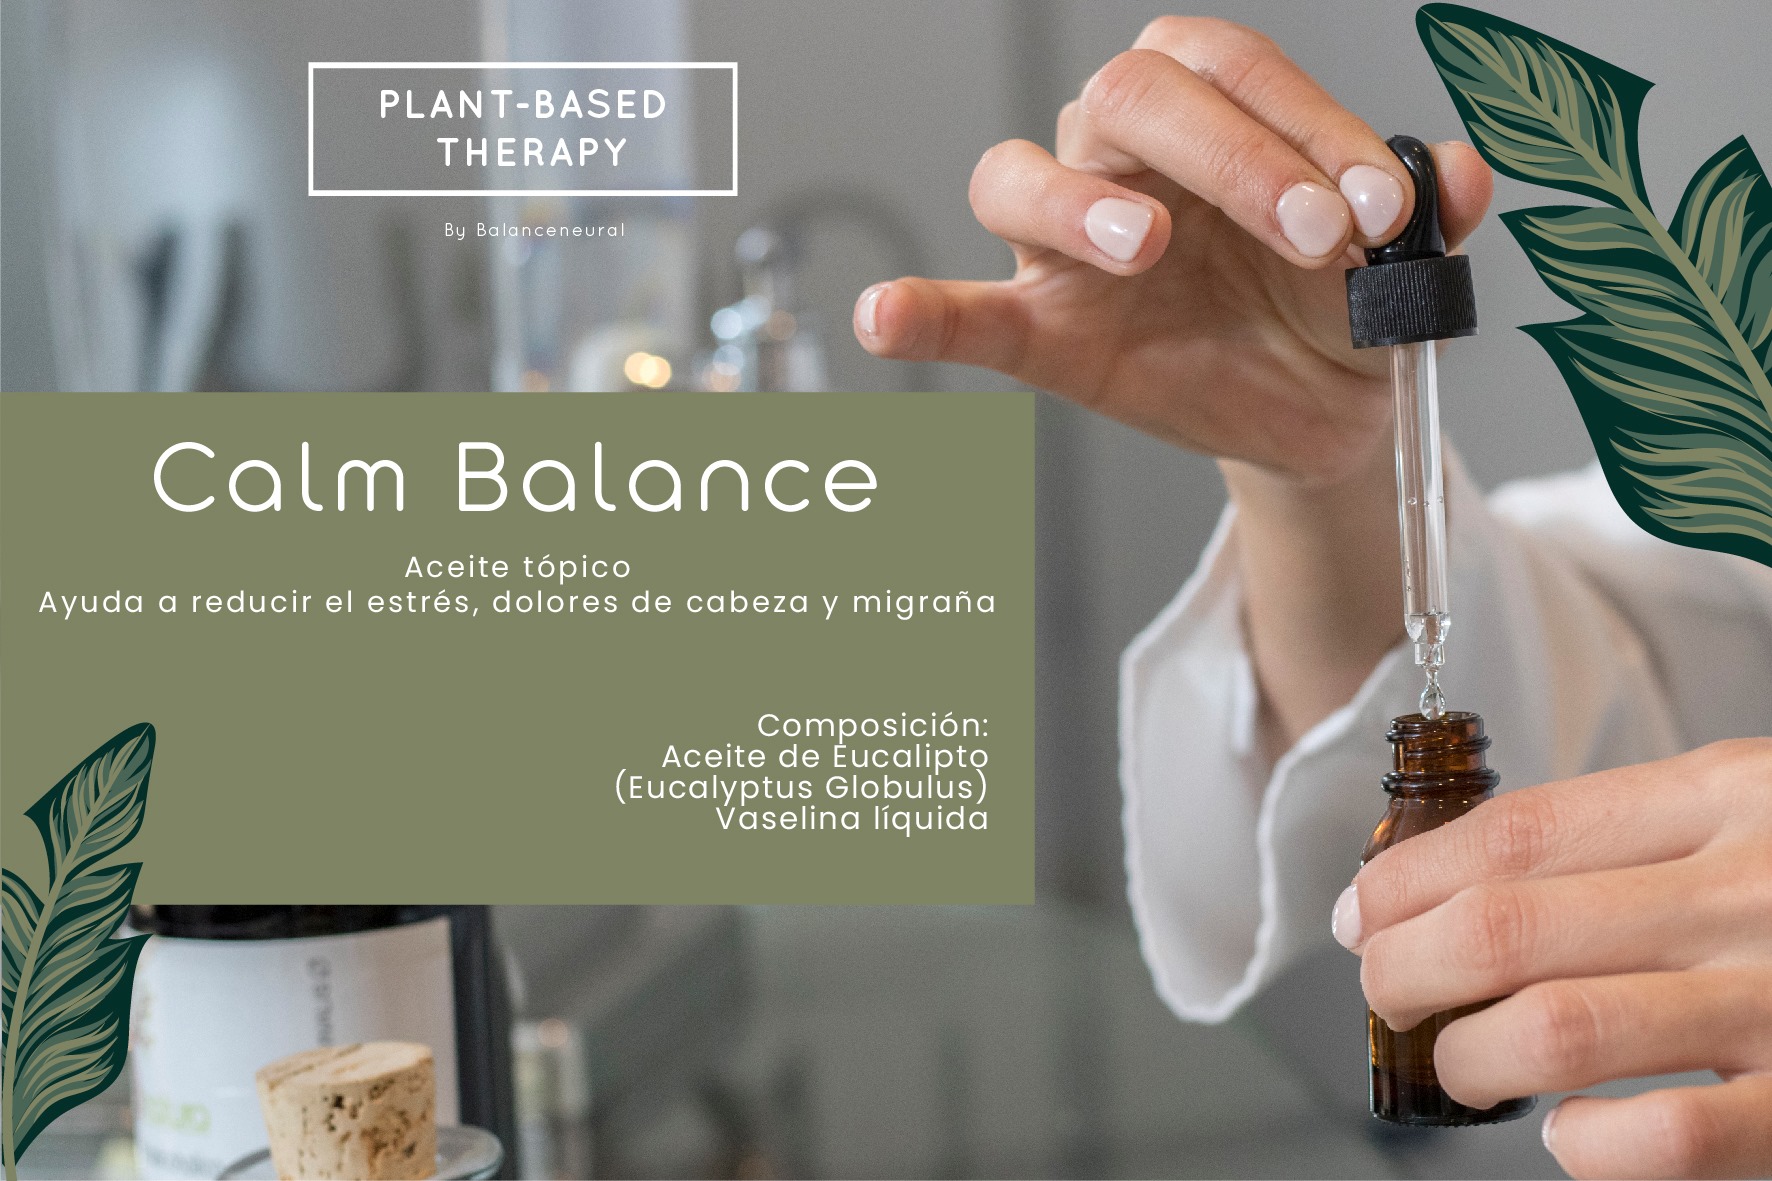 PLANT-BASED
THERAPY
By Balanceneural
Calm Balance
Aceite tópico
Ayuda a reducir el estrés, dolores de cabeza y migraña
Composición:
Aceite de Eucalipto
(Eucalyptus Globulus)
Vaselina líquida